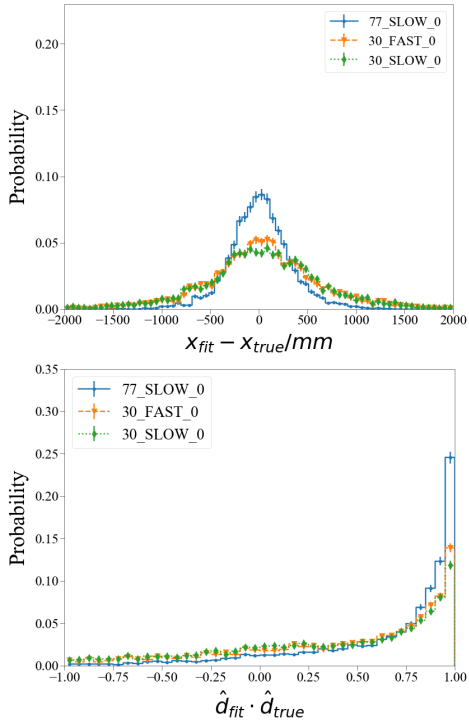 77_SLOW_0
30_FAST_0
30_SLOW_0
Probability
0.20
0.15
0.10
0.05
0.00
−2000 −1500 −1000 −500 0 500 1000 1500 2000
x_fit − x_true/mm
77_SLOW_0
30_FAST_0
30_SLOW_0
Probability
0.35
0.30
0.25
0.20
0.15
0.10
0.05
0.00
−1.00 −0.75 −0.50 −0.25 0.00 0.25 0.50 0.75 1.00
d̂_fit · d̂_true